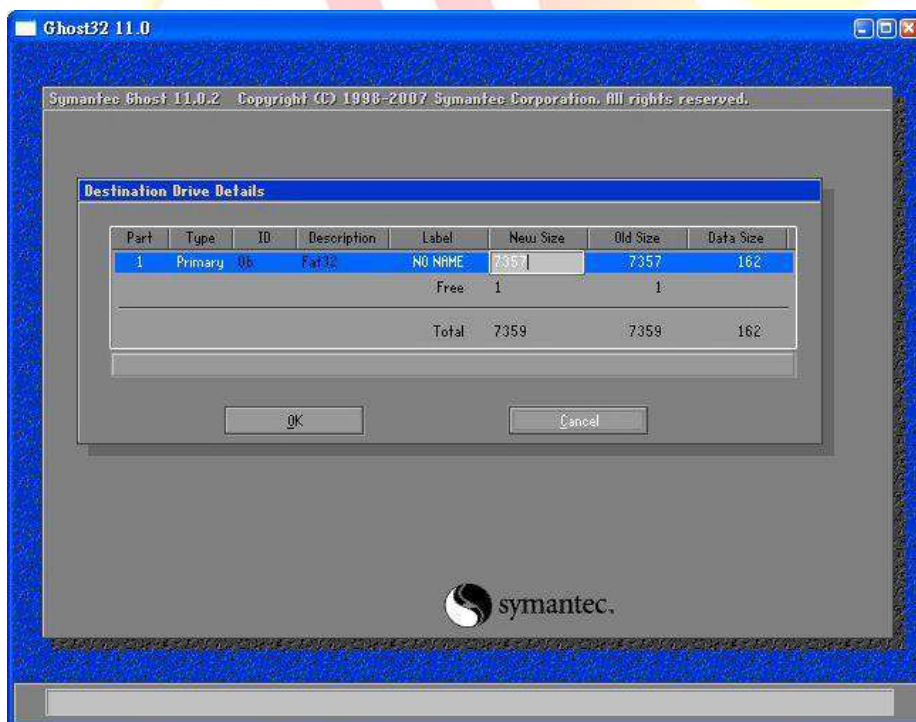 Ghost32 11.0
Symantec Ghost 11.0.2 Copyright (C) 1998-2007 Symantec Corporation. All rights reserved.
Destination Drive Details
Part Type ID Description Label New Size Old Size Data Size
1 Primary 0b Fat32 NO NAME 7357 7357 162
Free 1 1
Total 7359 7359 162
OK Cancel
symantec.